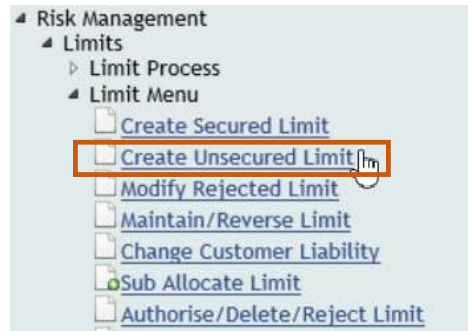 Risk Management
Limits
Limit Process
Limit Menu
Create Secured Limit
Create Unsecured Limit
Modify Rejected Limit
Maintain/Reverse Limit
Change Customer Liability
Sub Allocate Limit
Authorise/Delete/Reject Limit